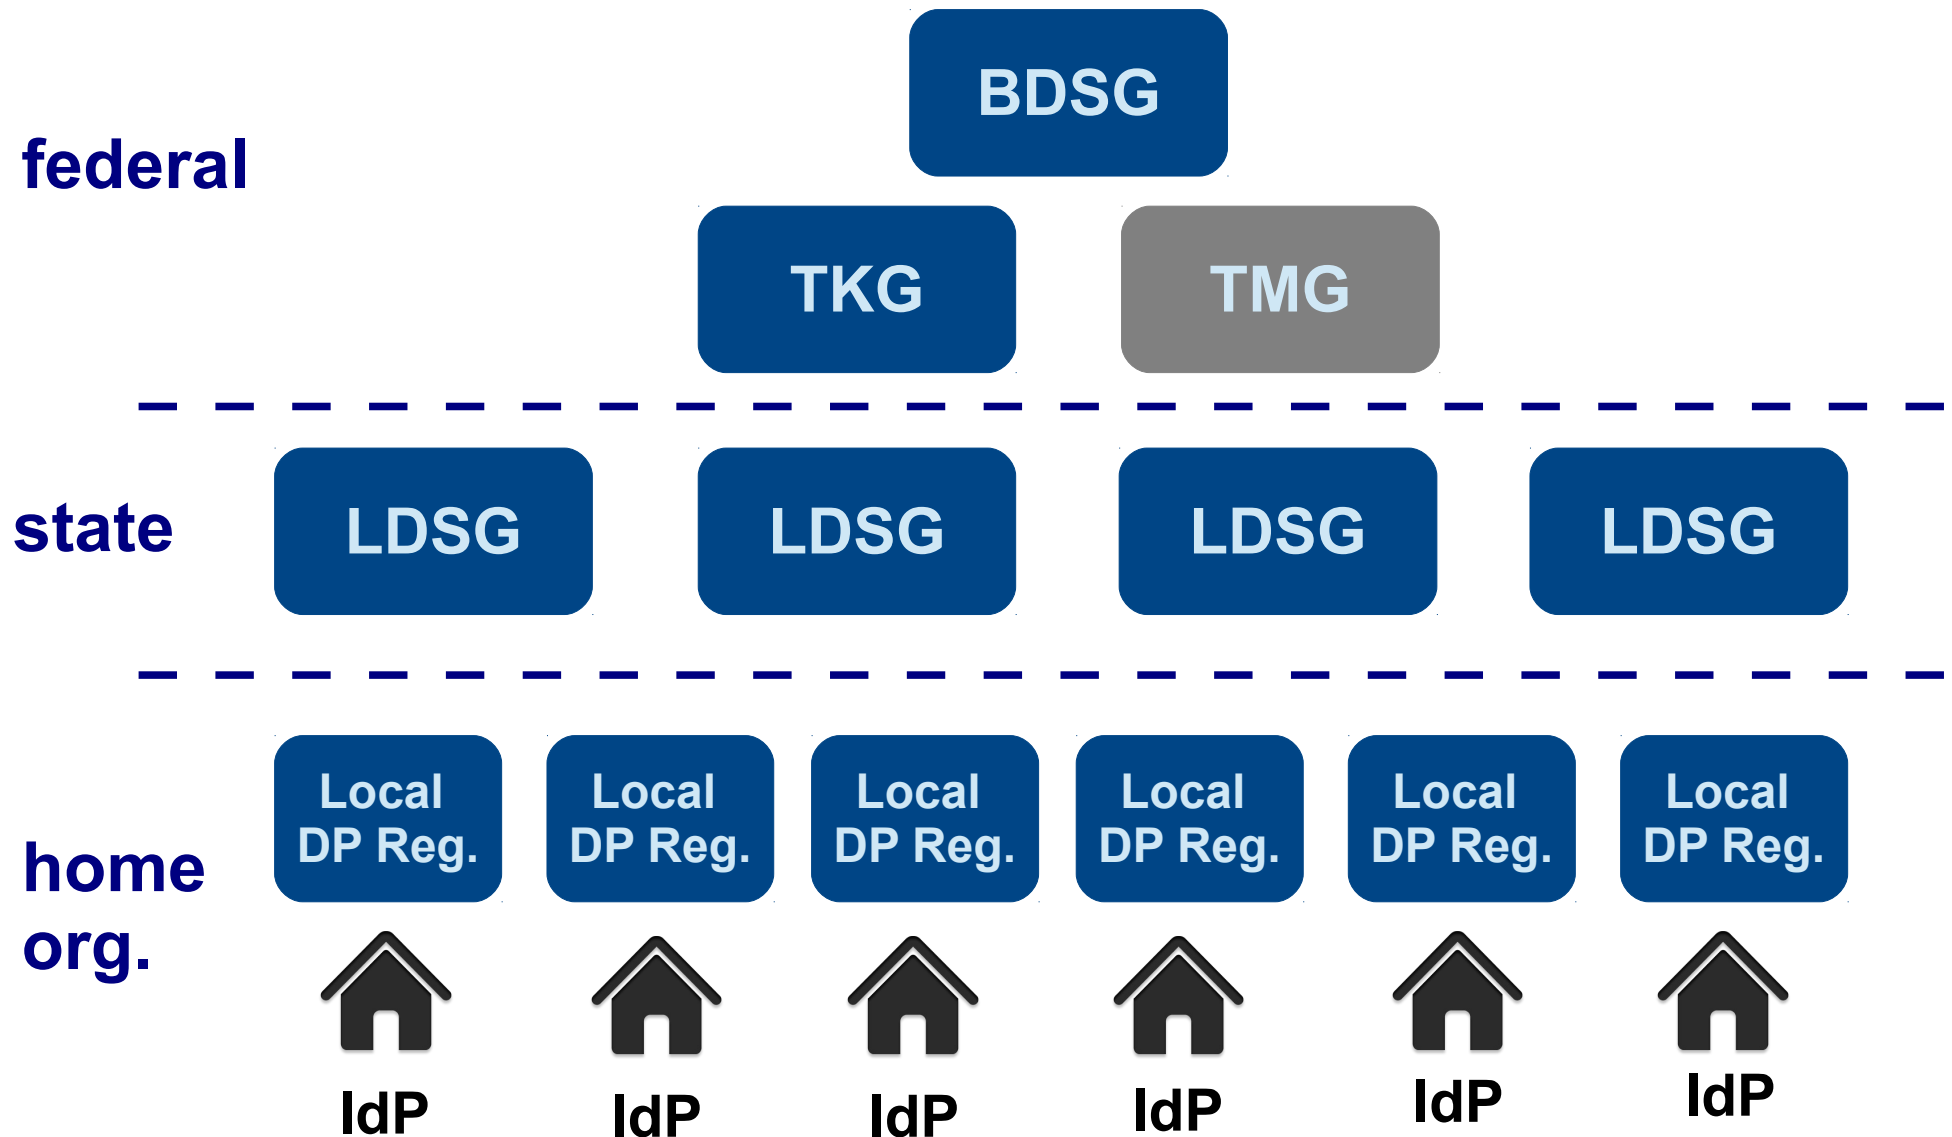 BDSG
federal
TKG TMG
state
LDSG LDSG LDSG LDSG
Local Local Local Local Local Local
DP Reg. DP Reg. DP Reg. DP Reg. DP Reg. DP Reg.
home
org.
IdP IdP IdP IdP IdP IdP